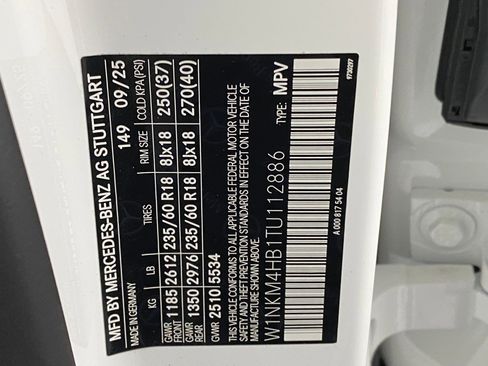 MFD BY MERCEDES-BENZ AG STUTTGART
MADE IN GERMANY 149 09/25
KG LB TIRES RIM SIZE COLD KPA(PSI)
GAWR FRONT 1185 2612 235/60 R18 8Jx18 250(37)
GAWR REAR 1350 2976 235/60 R18 8Jx18 270(40)
GVWR 2510 5534
THIS VEHICLE CONFORMS TO ALL APPLICABLE FEDERAL MOTOR VEHICLE
SAFETY AND THEFT PREVENTION STANDARDS IN EFFECT ON THE DATE OF
MANUFACTURE SHOWN ABOVE.
TYPE: MPV
W1NKM4HB1TU112886
A 000 817 54 04
9730297